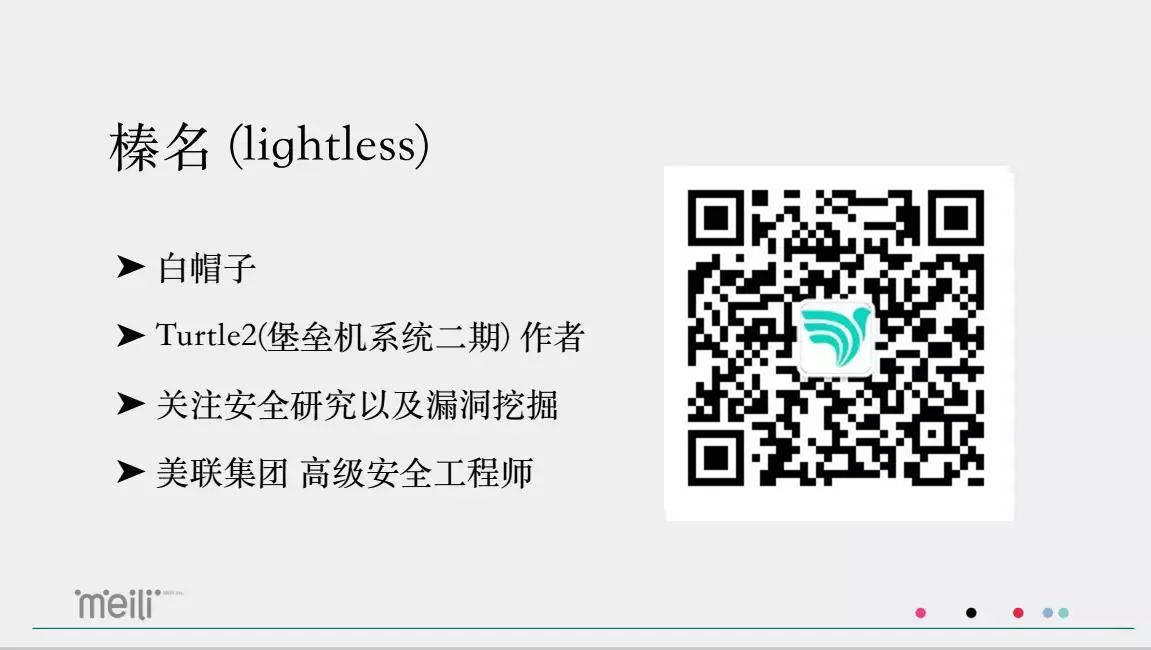 榛名 (lightless)
➤ 白帽子
➤ Turtle2(堡垒机系统二期) 作者
➤ 关注安全研究以及漏洞挖掘
➤ 美联集团 高级安全工程师
meili